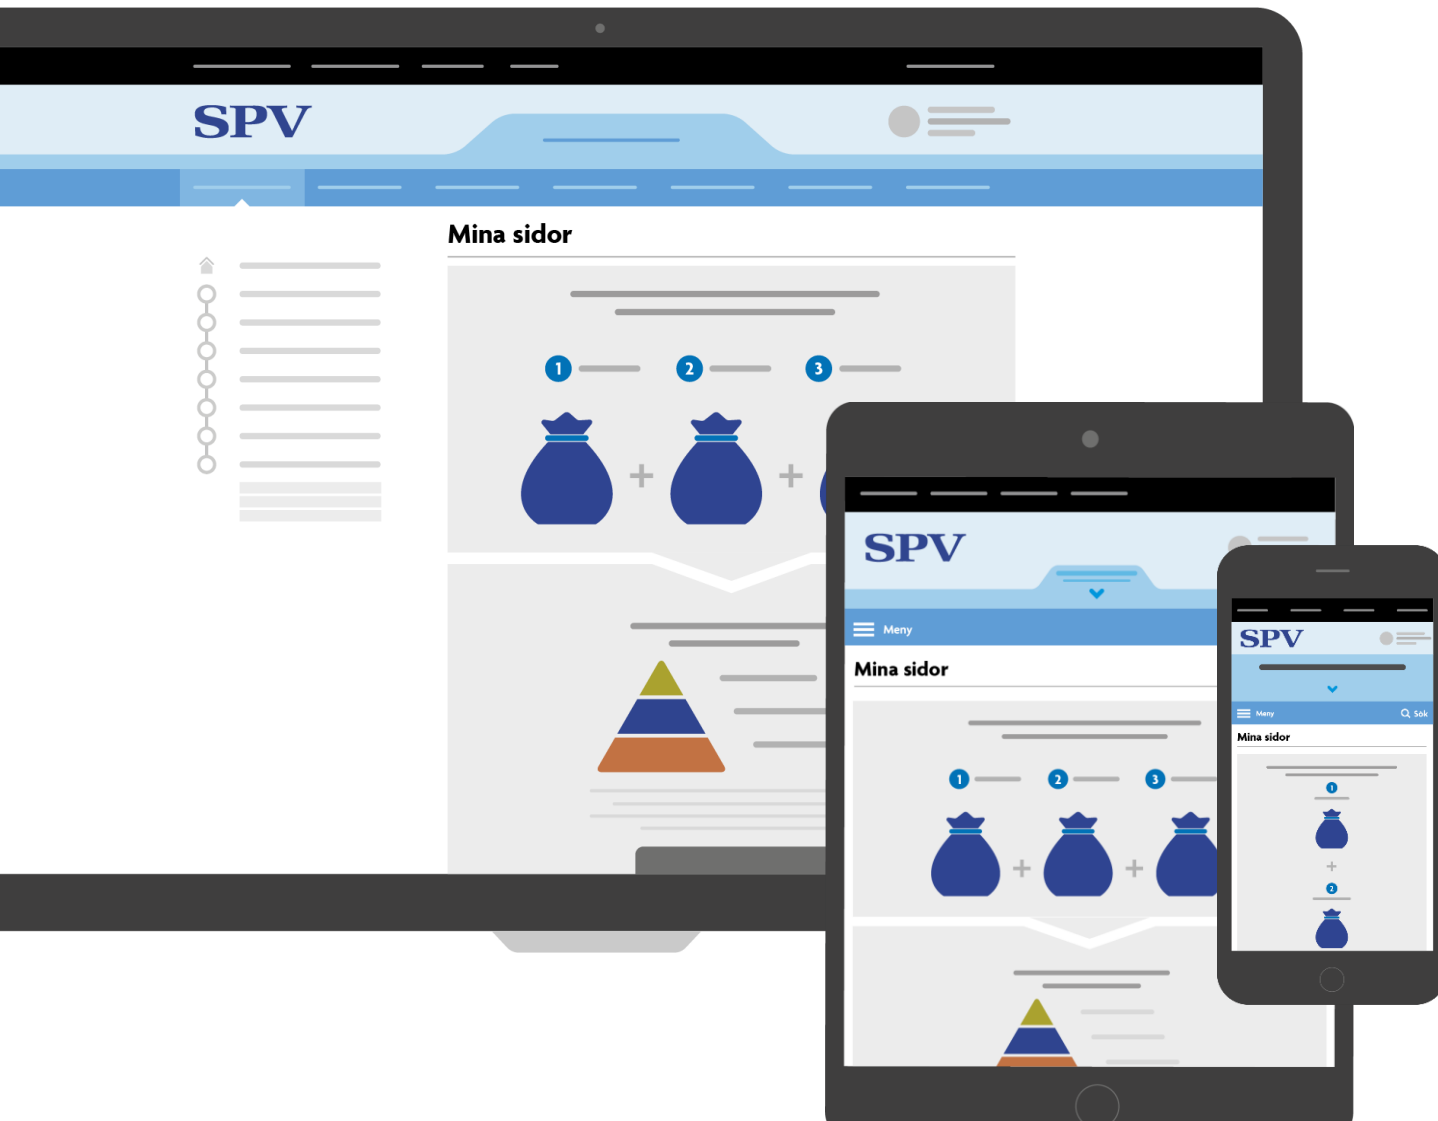 SPV
Mina sidor
1 2 3
SPV
Meny
Mina sidor
1 2 3
SPV
Meny Sök
Mina sidor
1
2